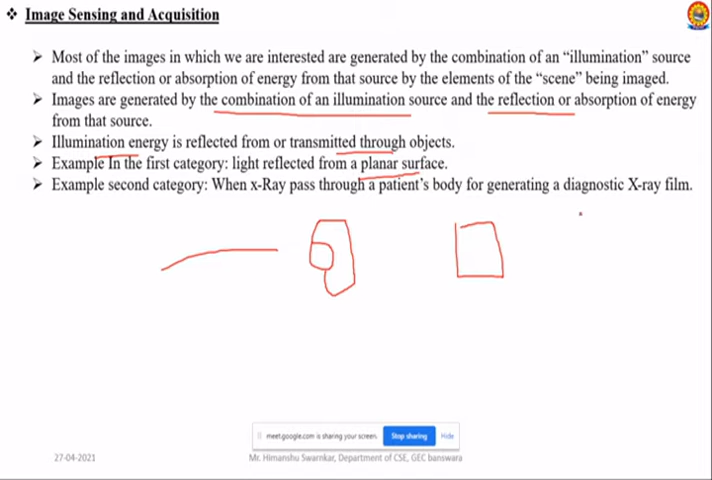 ❖ Image Sensing and Acquisition
➤ Most of the images in which we are interested are generated by the combination of an “illumination” source
and the reflection or absorption of energy from that source by the elements of the “scene” being imaged.
➤ Images are generated by the combination of an illumination source and the reflection or absorption of energy
from that source.
➤ Illumination energy is reflected from or transmitted through objects.
➤ Example In the first category: light reflected from a planar surface.
➤ Example second category: When x-Ray pass through a patient’s body for generating a diagnostic X-ray film.
meet.google.com is sharing your screen. Stop sharing Hide
27-04-2021 Mr. Himanshu Swarnkar, Department of CSE, GEC banswara